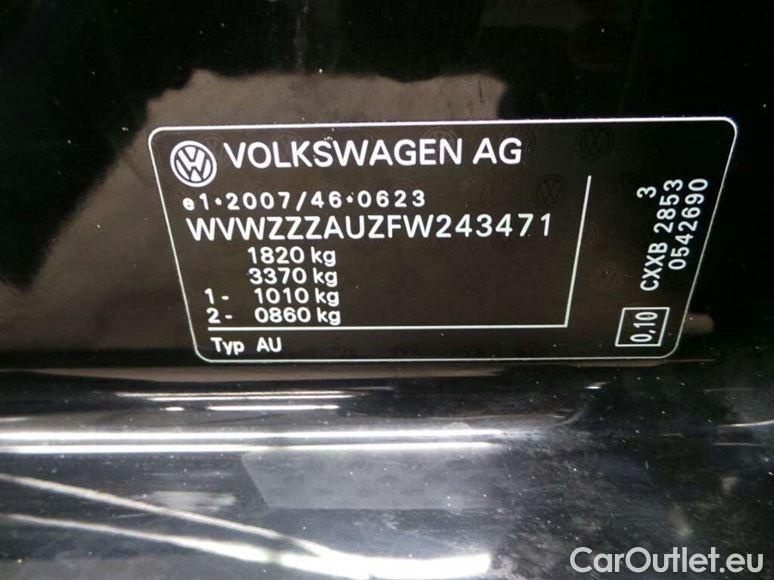 VOLKSWAGEN AG
e1*2007/46*0623
WVWZZZAUZFW243471
1820 kg
3370 kg
1- 1010 kg
2- 0860 kg
Typ AU
3
CXXB 2853
0542690
0,10
CarOutlet.eu